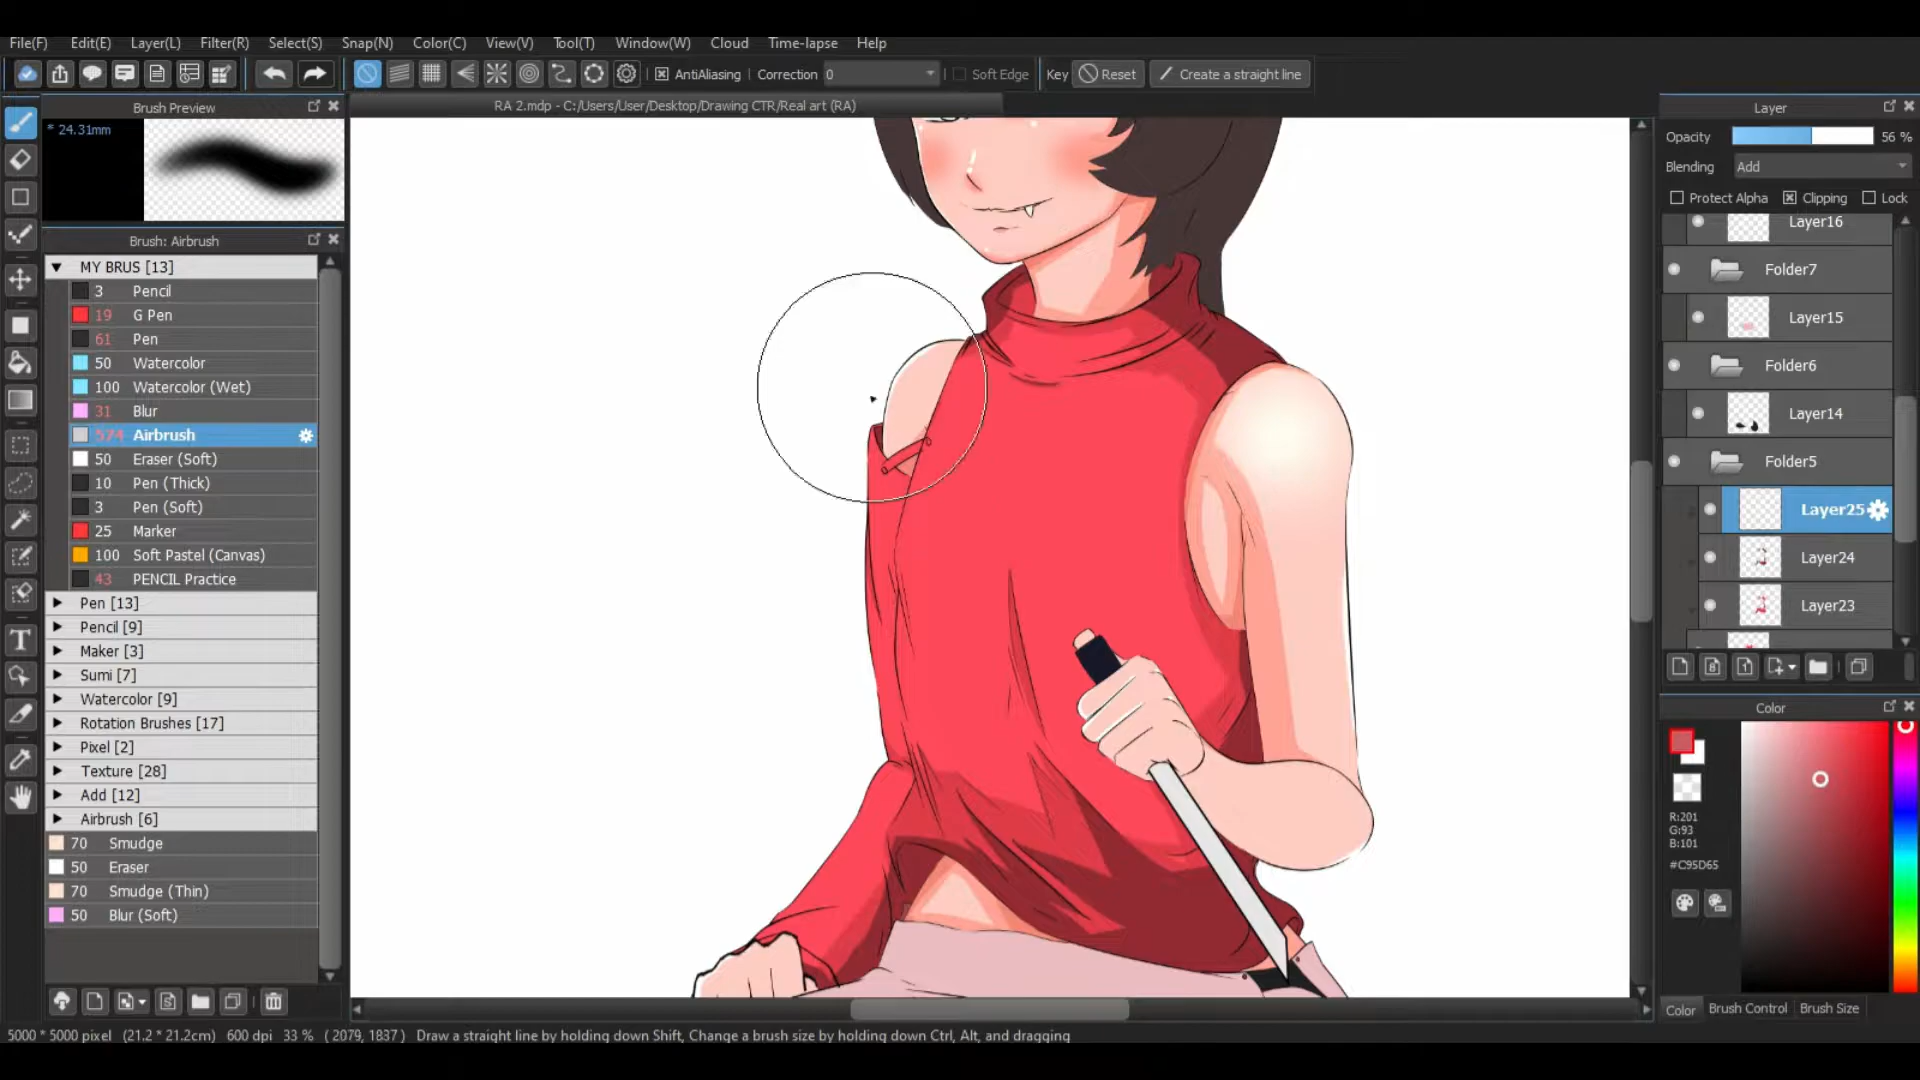 File(F) Edit(E) Layer(L) Filter(R) Select(S) Snap(N) Color(C) View(V) Tool(T) Window(W) Cloud Time-lapse Help
AntiAliasing Correction 0 Soft Edge Key Reset Create a straight line
Brush Preview
RA 2.mdp - C:/Users/User/Desktop/Drawing CTR/Real art (RA)
* 24.31mm
Brush: Airbrush
MY BRUS [13]
3 Pencil
19 G Pen
61 Pen
50 Watercolor
100 Watercolor (Wet)
31 Blur
574 Airbrush
50 Eraser (Soft)
10 Pen (Thick)
3 Pen (Soft)
25 Marker
100 Soft Pastel (Canvas)
43 PENCIL Practice
Pen [13]
Pencil [9]
Maker [3]
Sumi [7]
Watercolor [9]
Rotation Brushes [17]
Pixel [2]
Texture [28]
Add [12]
Airbrush [6]
70 Smudge
50 Eraser
70 Smudge (Thin)
50 Blur (Soft)
Layer
Opacity 56 %
Blending Add
Protect Alpha Clipping Lock
Layer16
Folder7
Layer15
Folder6
Layer14
Folder5
Layer25
Layer24
Layer23
Color
R:201
G:93
B:101
#C95D65
Color Brush Control Brush Size
5000 * 5000 pixel (21.2 * 21.2cm) 600 dpi 33 % ( 2079, 1837 ) Draw a straight line by holding down Shift, Change a brush size by holding down Ctrl, Alt, and dragging